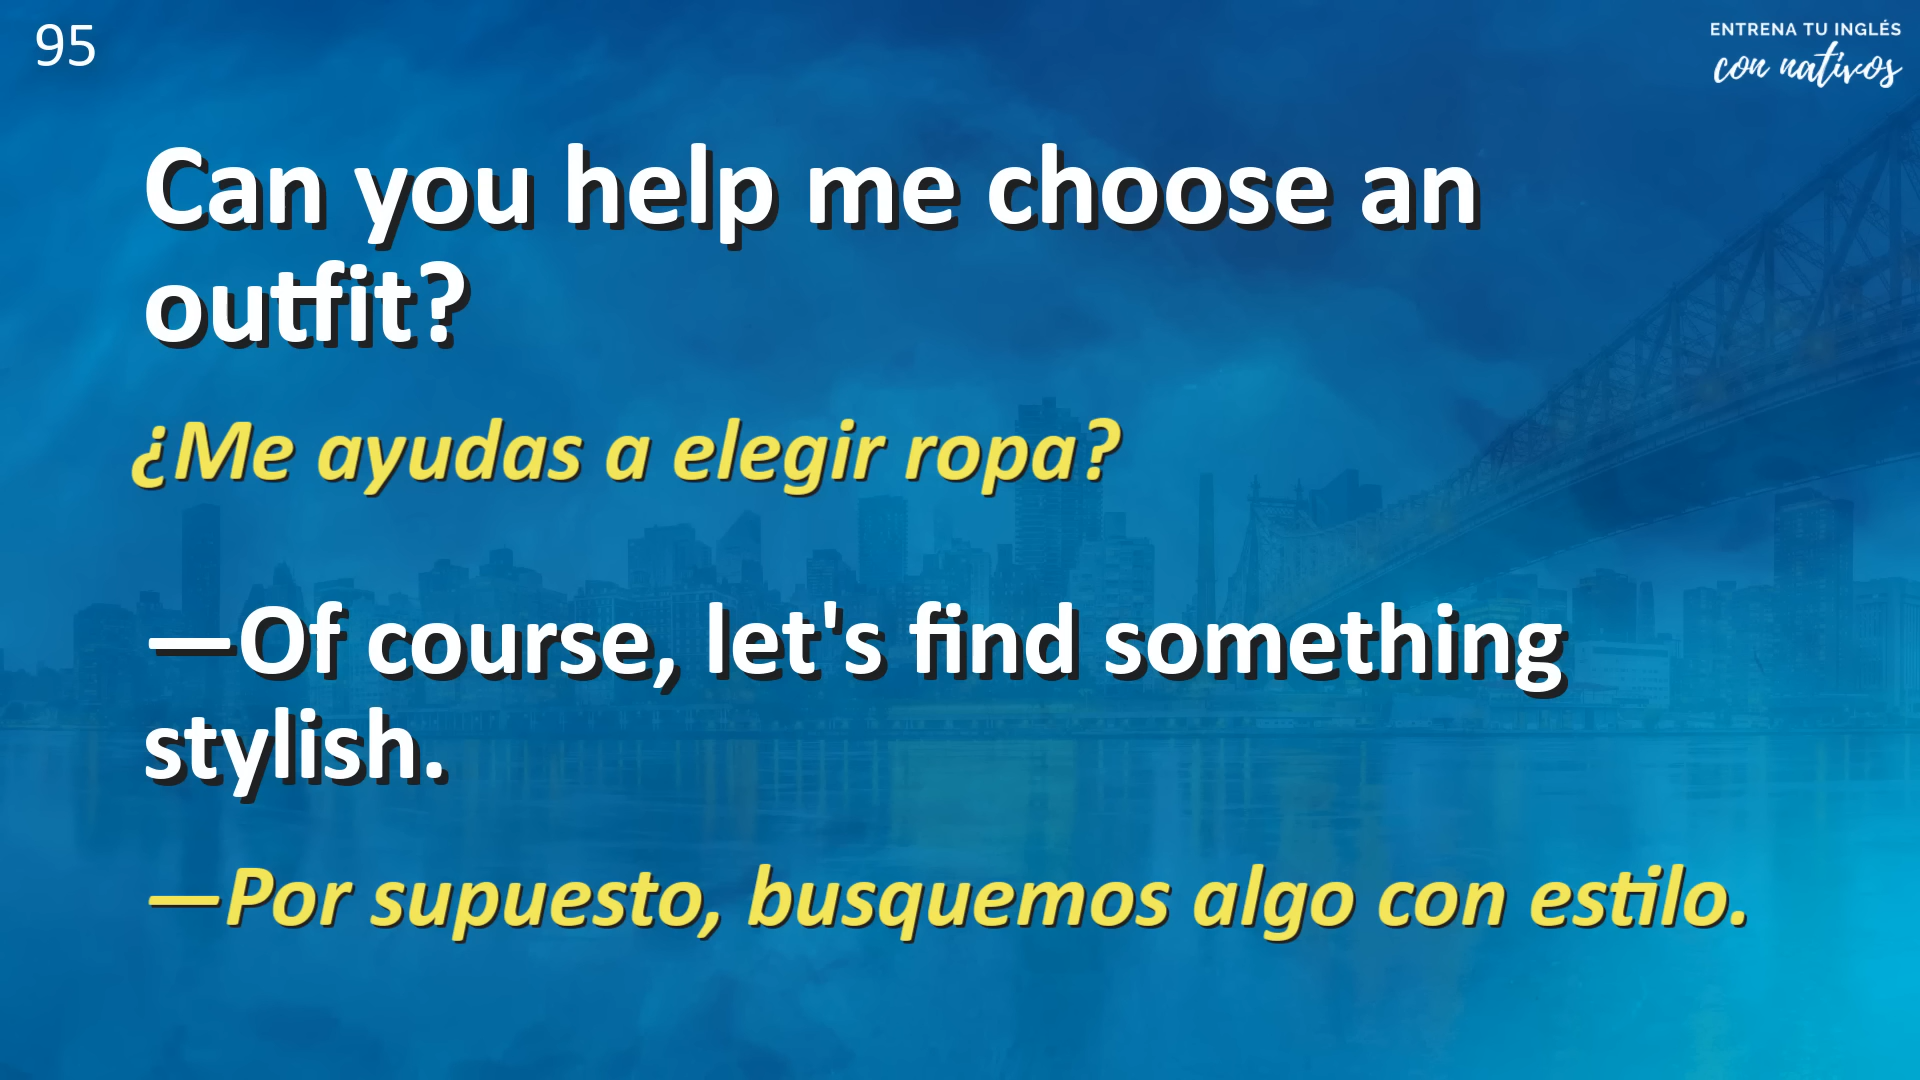 95
ENTRENA TU INGLÉS
con nativos
Can you help me choose an
outfit?
¿Me ayudas a elegir ropa?
—Of course, let's find something
stylish.
—Por supuesto, busquemos algo con estilo.